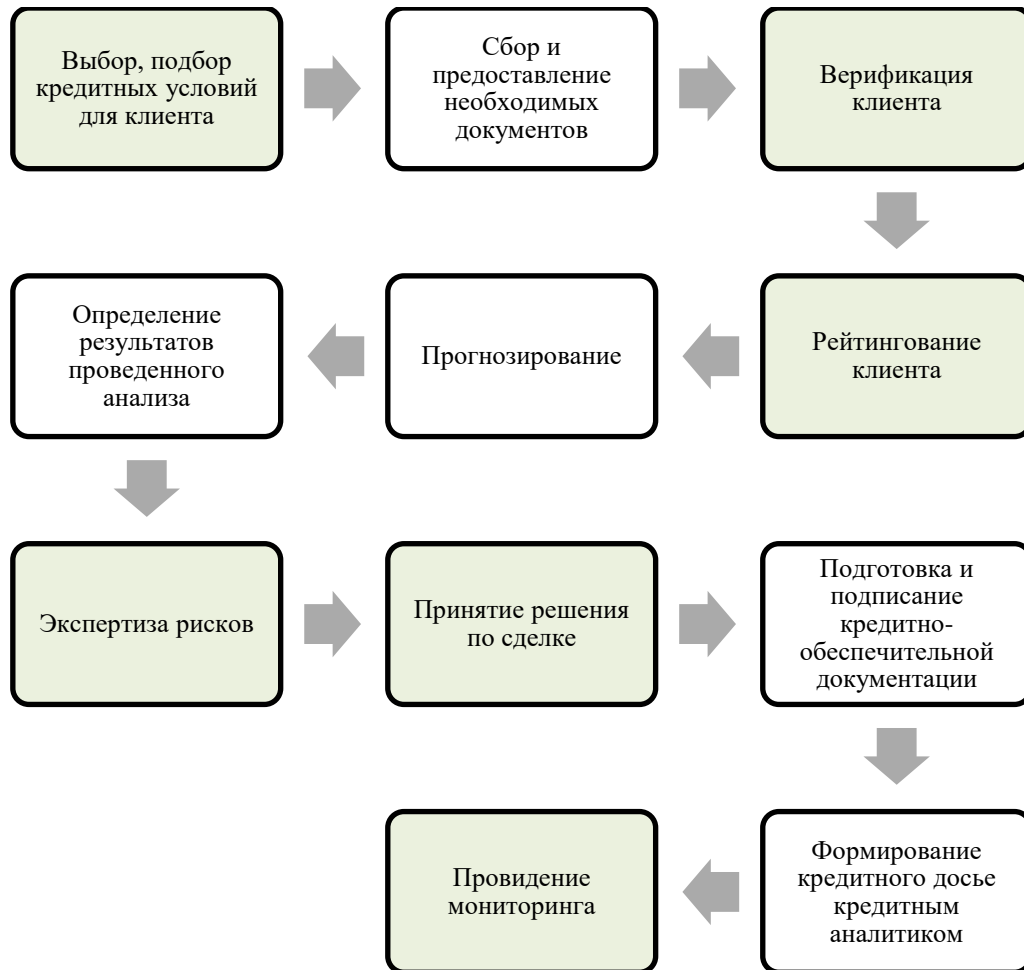 Выбор, подбор
кредитных условий
для клиента
Сбор и
предоставление
необходимых
документов
Верификация
клиента
Рейтингование
клиента
Прогнозирование
Определение
результатов
проведенного
анализа
Экспертиза рисков
Принятие решения
по сделке
Подготовка и
подписание
кредитно-
обеспечительной
документации
Формирование
кредитного досье
кредитным
аналитиком
Провидение
мониторинга